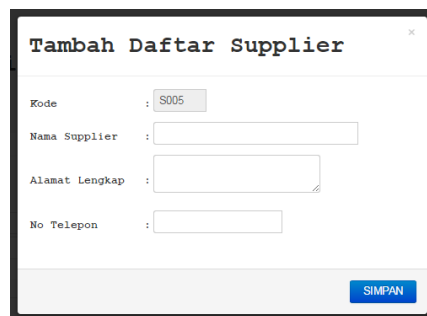 Tambah Daftar Supplier ×
Kode : S005
Nama Supplier :
Alamat Lengkap :
No Telepon :
SIMPAN